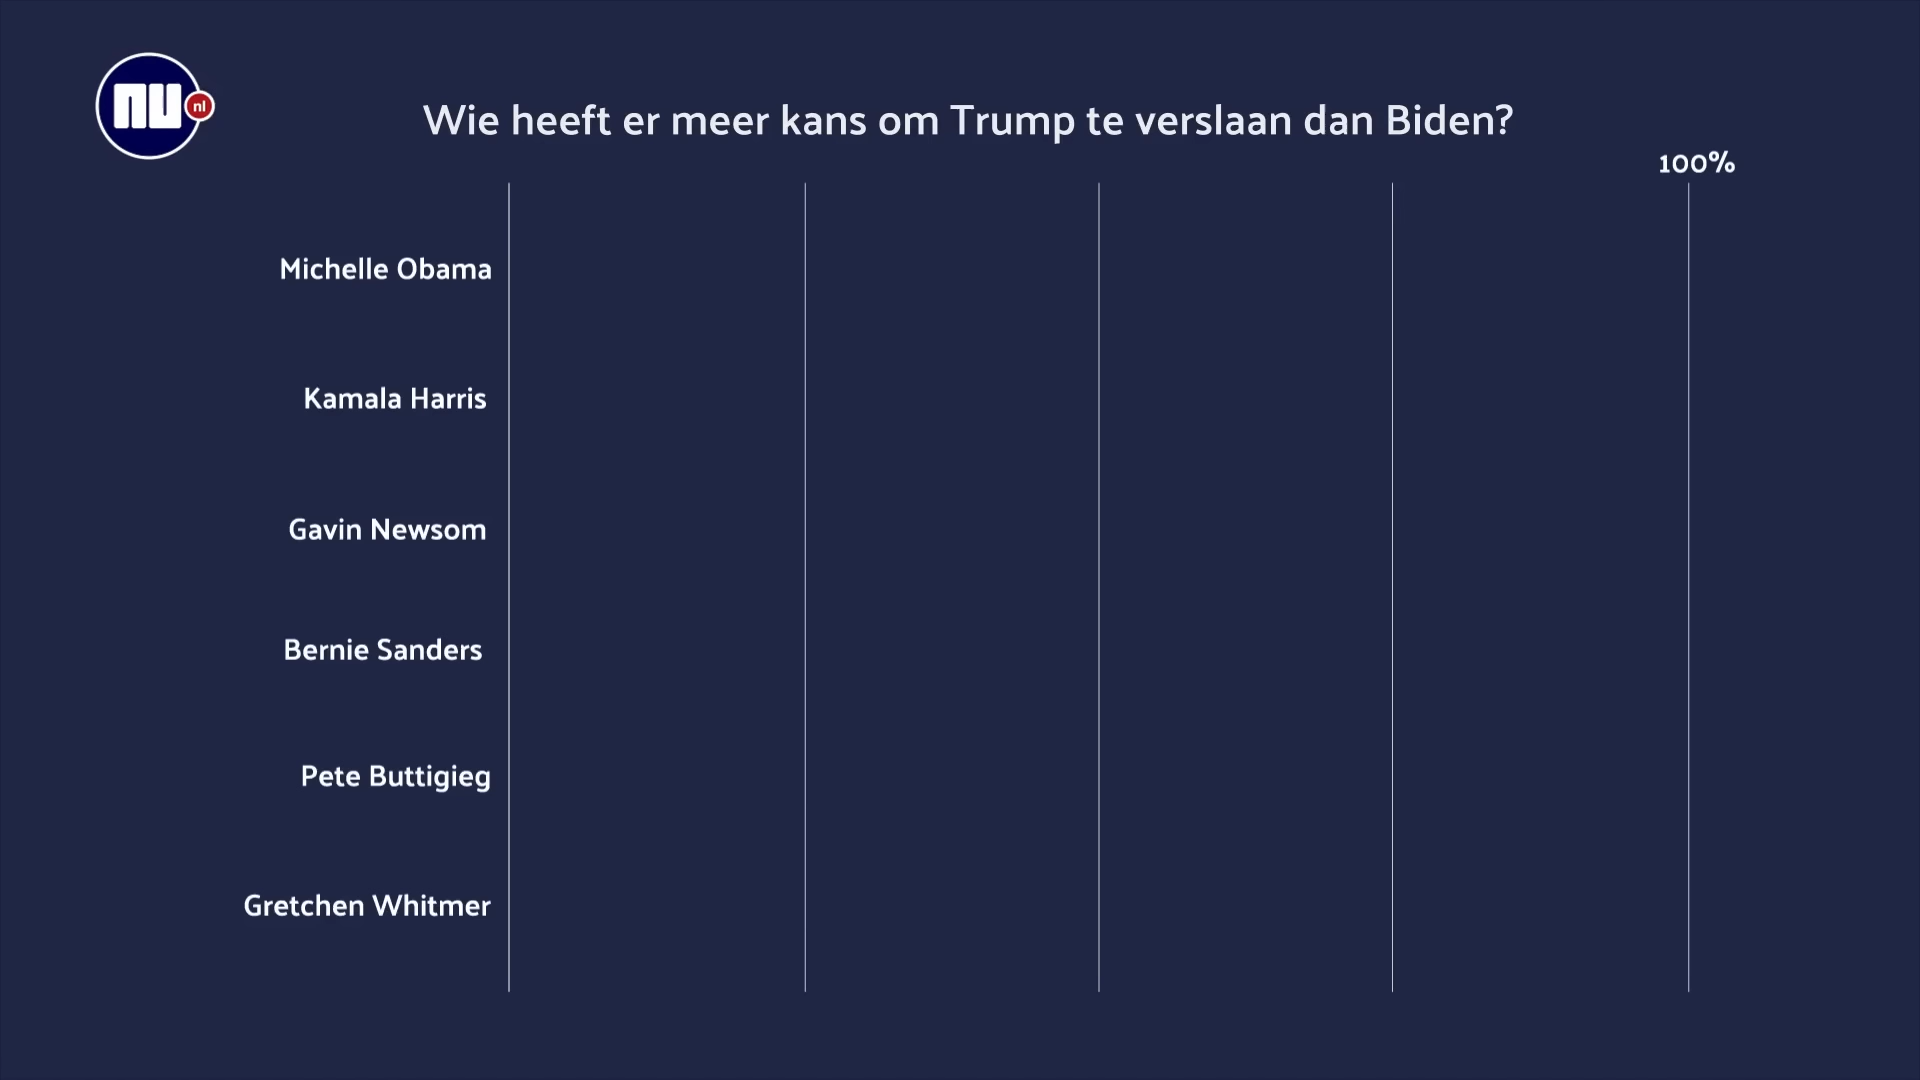 NU nl
Wie heeft er meer kans om Trump te verslaan dan Biden?
100%
Michelle Obama
Kamala Harris
Gavin Newsom
Bernie Sanders
Pete Buttigieg
Gretchen Whitmer